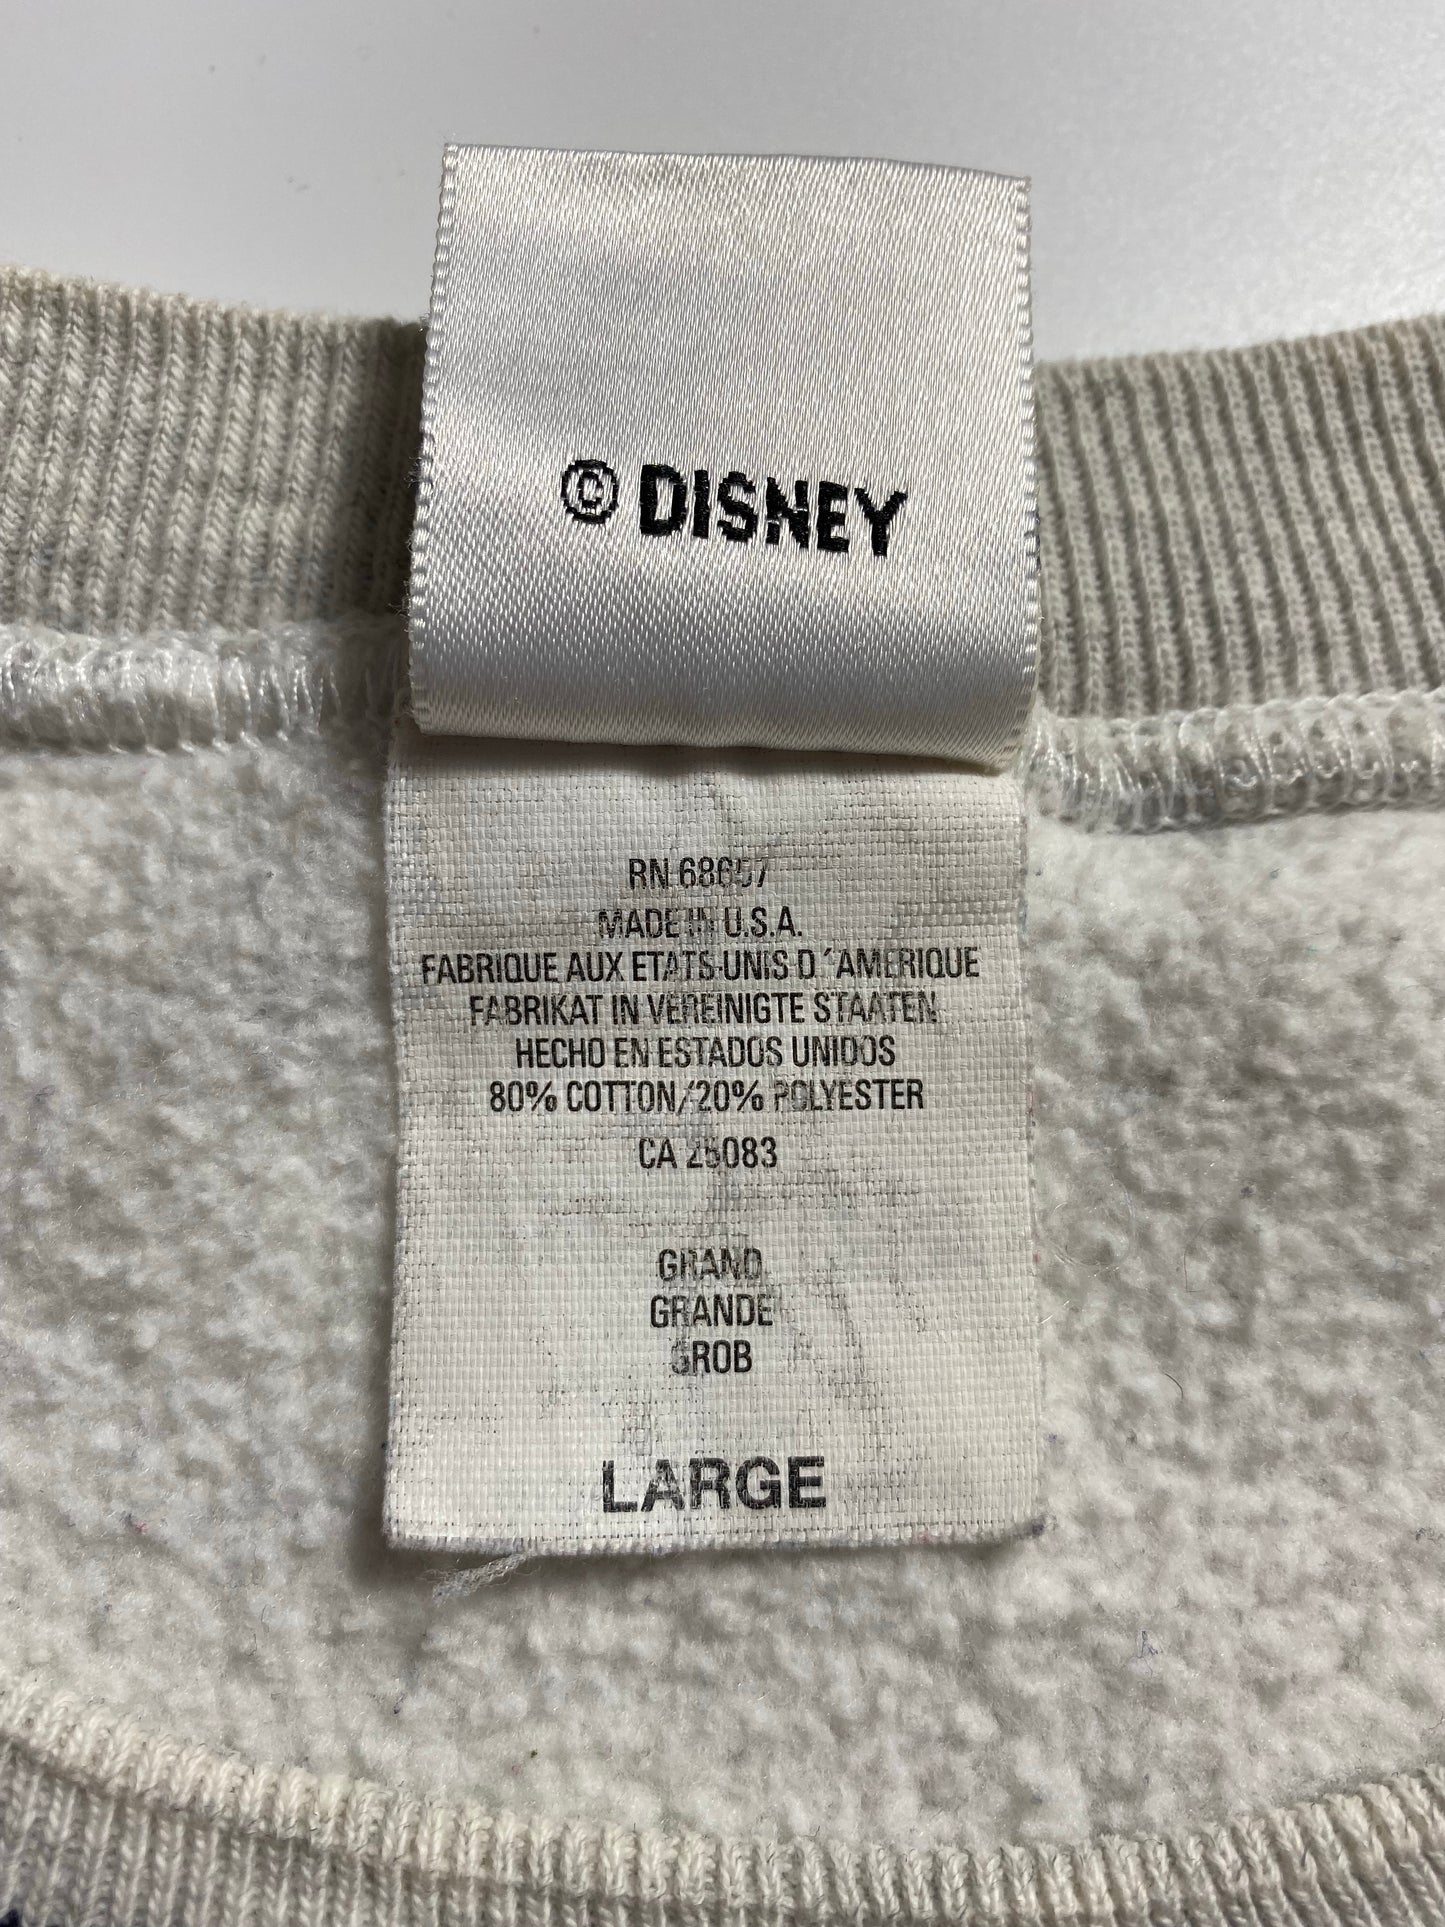 © DISNEY
RN 68657
MADE IN U.S.A.
FABRIQUE AUX ETATS-UNIS D.´AMERIQUE
FABRIKAT IN VEREINIGTE STAATEN
HECHO EN ESTADOS UNIDOS
80% COTTON/20% POLYESTER
CA 25083
GRAND
GRANDE
GROB
LARGE